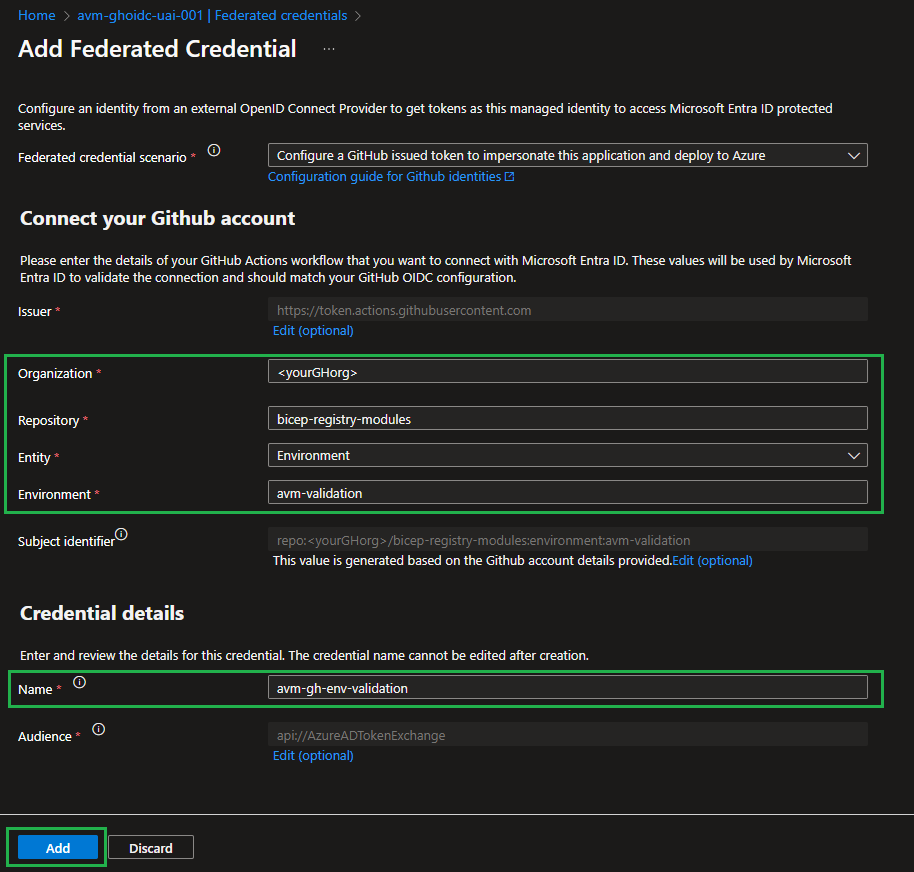 Home > avm-ghoidc-uai-001 | Federated credentials >
Add Federated Credential ...
Configure an identity from an external OpenID Connect Provider to get tokens as this managed identity to access Microsoft Entra ID protected
services.
Federated credential scenario *
Configure a GitHub issued token to impersonate this application and deploy to Azure
Configuration guide for Github identities
Connect your Github account
Please enter the details of your GitHub Actions workflow that you want to connect with Microsoft Entra ID. These values will be used by Microsoft
Entra ID to validate the connection and should match your GitHub OIDC configuration.
Issuer *
https://token.actions.githubusercontent.com
Edit (optional)
Organization *
<yourGHorg>
Repository *
bicep-registry-modules
Entity *
Environment
Environment *
avm-validation
Subject identifier
repo:<yourGHorg>/bicep-registry-modules:environment:avm-validation
This value is generated based on the Github account details provided.Edit (optional)
Credential details
Enter and review the details for this credential. The credential name cannot be edited after creation.
Name *
avm-gh-env-validation
Audience *
api://AzureADTokenExchange
Edit (optional)
Add
Discard